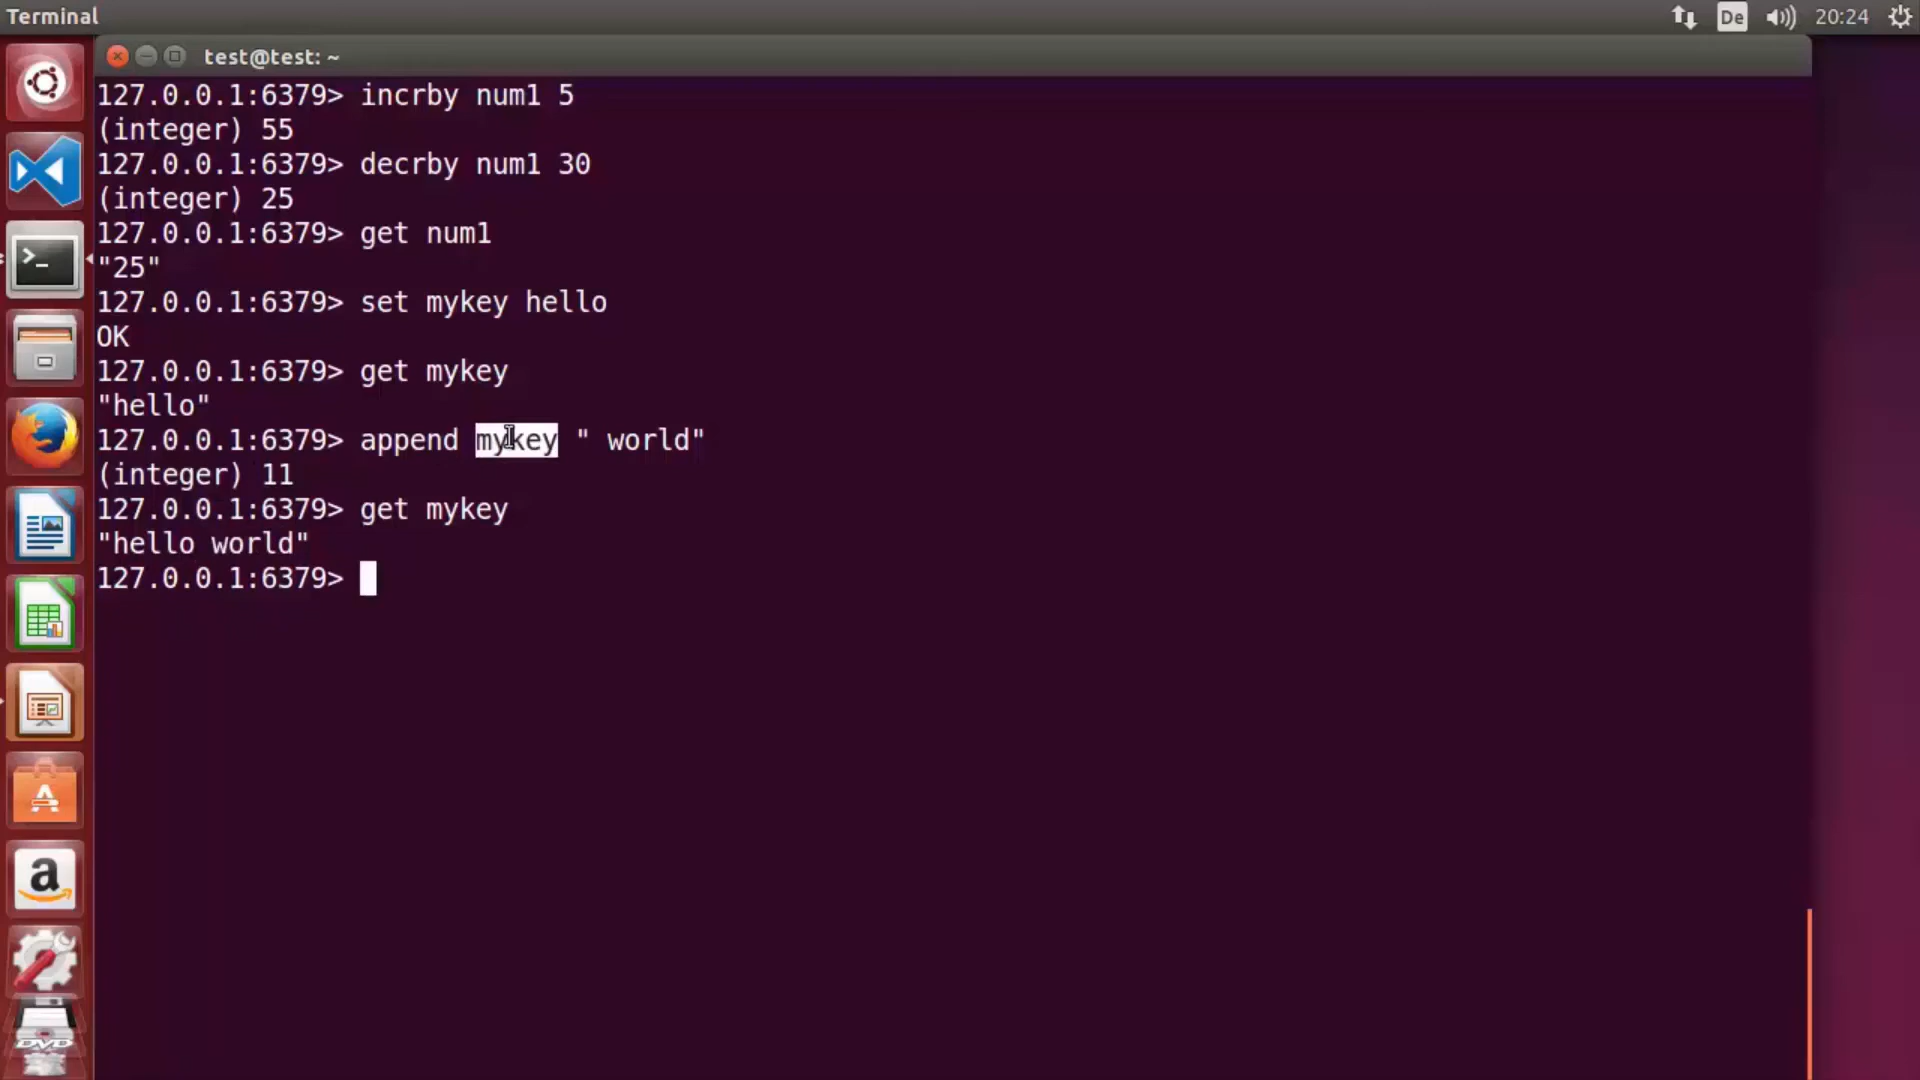 Terminal
De
20:24
test@test: ~
127.0.0.1:6379> incrby num1 5
(integer) 55
127.0.0.1:6379> decrby num1 30
(integer) 25
127.0.0.1:6379> get num1
"25"
127.0.0.1:6379> set mykey hello
OK
127.0.0.1:6379> get mykey
"hello"
127.0.0.1:6379> append mykey " world"
(integer) 11
127.0.0.1:6379> get mykey
"hello world"
127.0.0.1:6379>
DVD